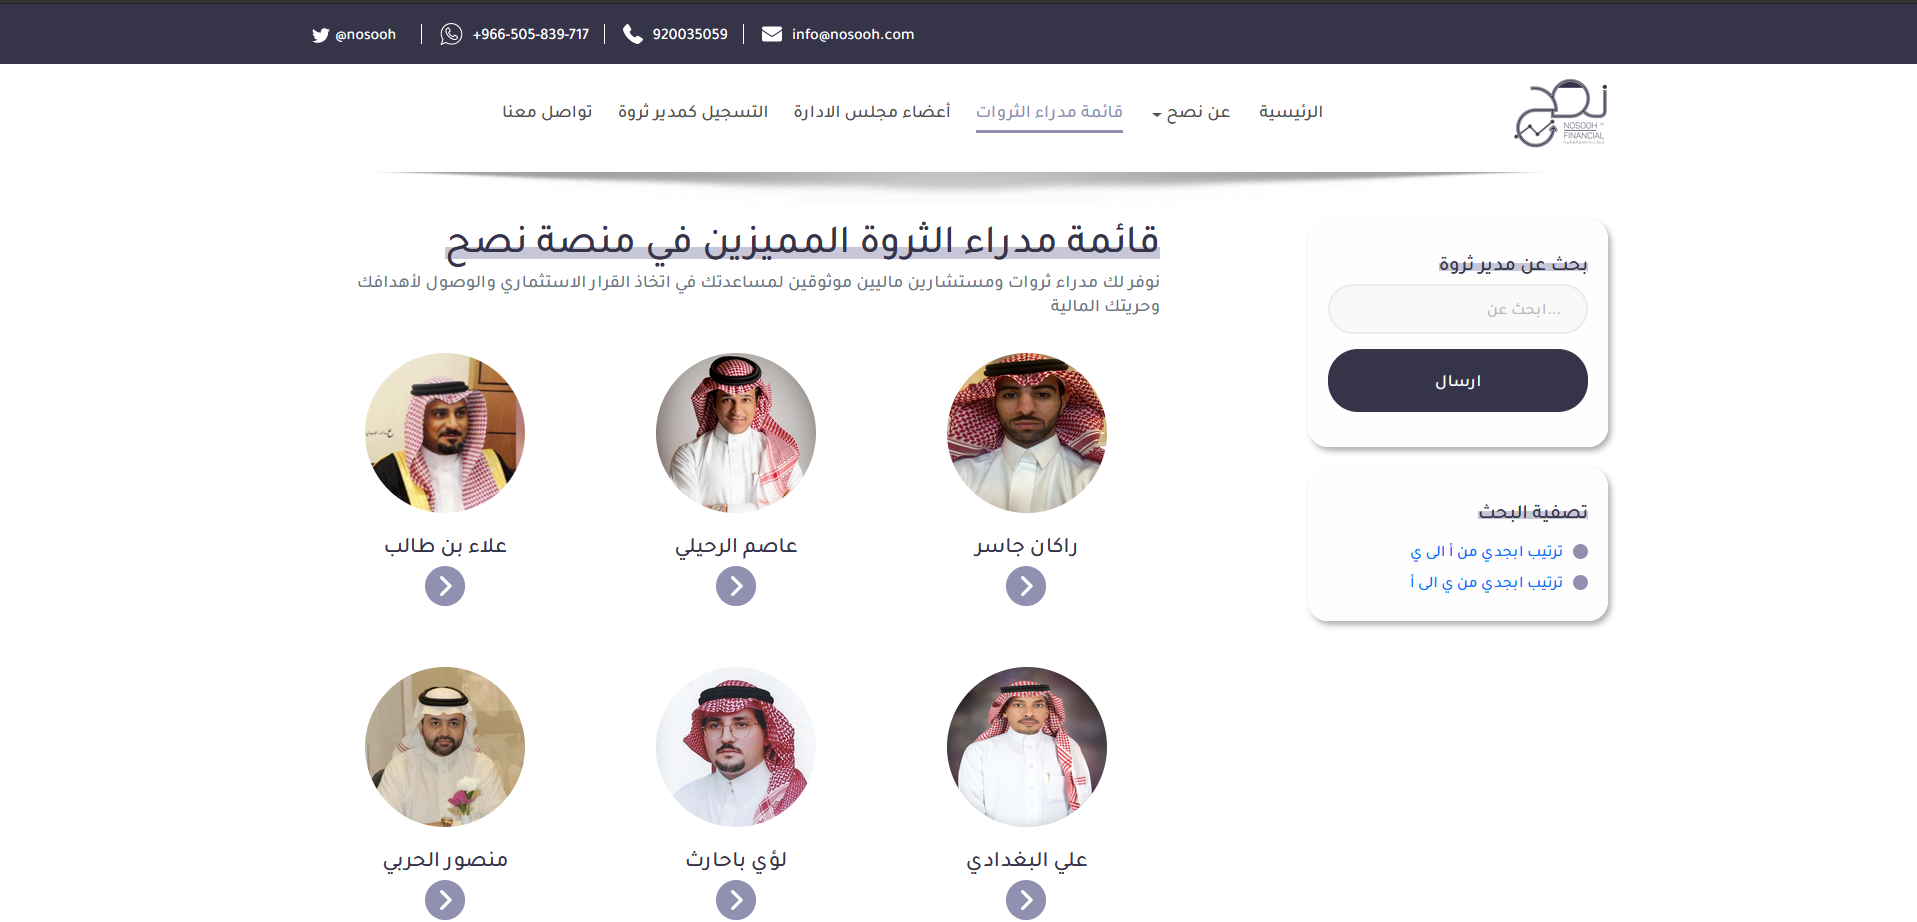 @nosooh
+966-505-839-717
920035059
info@nosooh.com
نصح
NOSOOH
FINANCIAL
الرئيسية
عن نصح
قائمة مدراء الثروات
أعضاء مجلس الادارة
التسجيل كمدير ثروة
تواصل معنا
بحث عن مدير ثروة
ابحث عن...
ارسال
تصفية البحث
ترتيب ابجدي من أ الى ي
ترتيب ابجدي من ي الى أ
قائمة مدراء الثروة المميزين في منصة نصح
نوفر لك مدراء ثروات ومستشارين ماليين موثوقين لمساعدتك في اتخاذ القرار الاستثماري والوصول لأهدافك
وحريتك المالية
راكان جاسر
عاصم الرحيلي
علاء بن طالب
علي البغدادي
لؤي باحارث
منصور الحربي